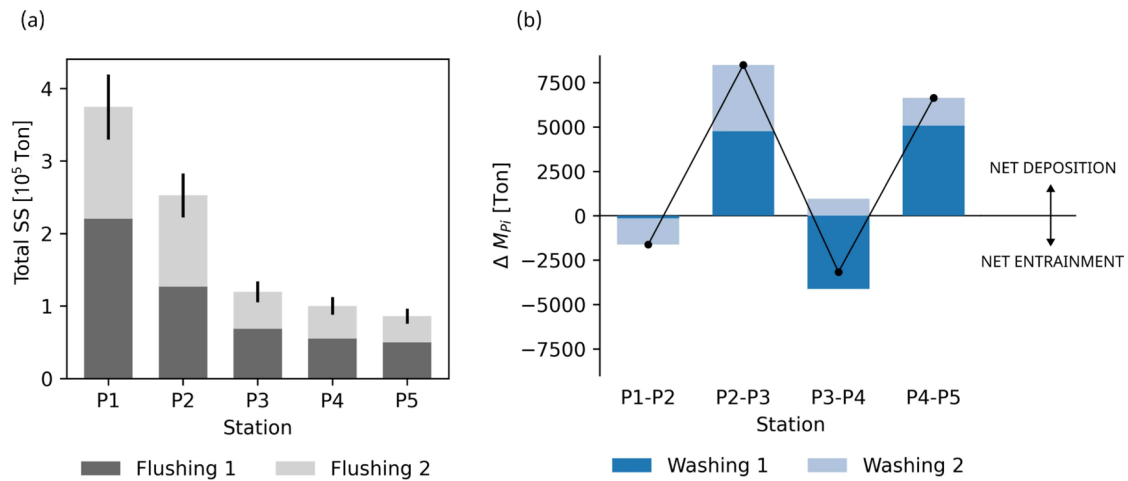 (a)
Total SS [10⁵ Ton]
4
3
2
1
0
P1 P2 P3 P4 P5
Station
Flushing 1 Flushing 2
(b)
Δ M_{Pi} [Ton]
7500
5000
2500
0
−2500
−5000
−7500
NET DEPOSITION
NET ENTRAINMENT
P1-P2 P2-P3 P3-P4 P4-P5
Station
Washing 1 Washing 2